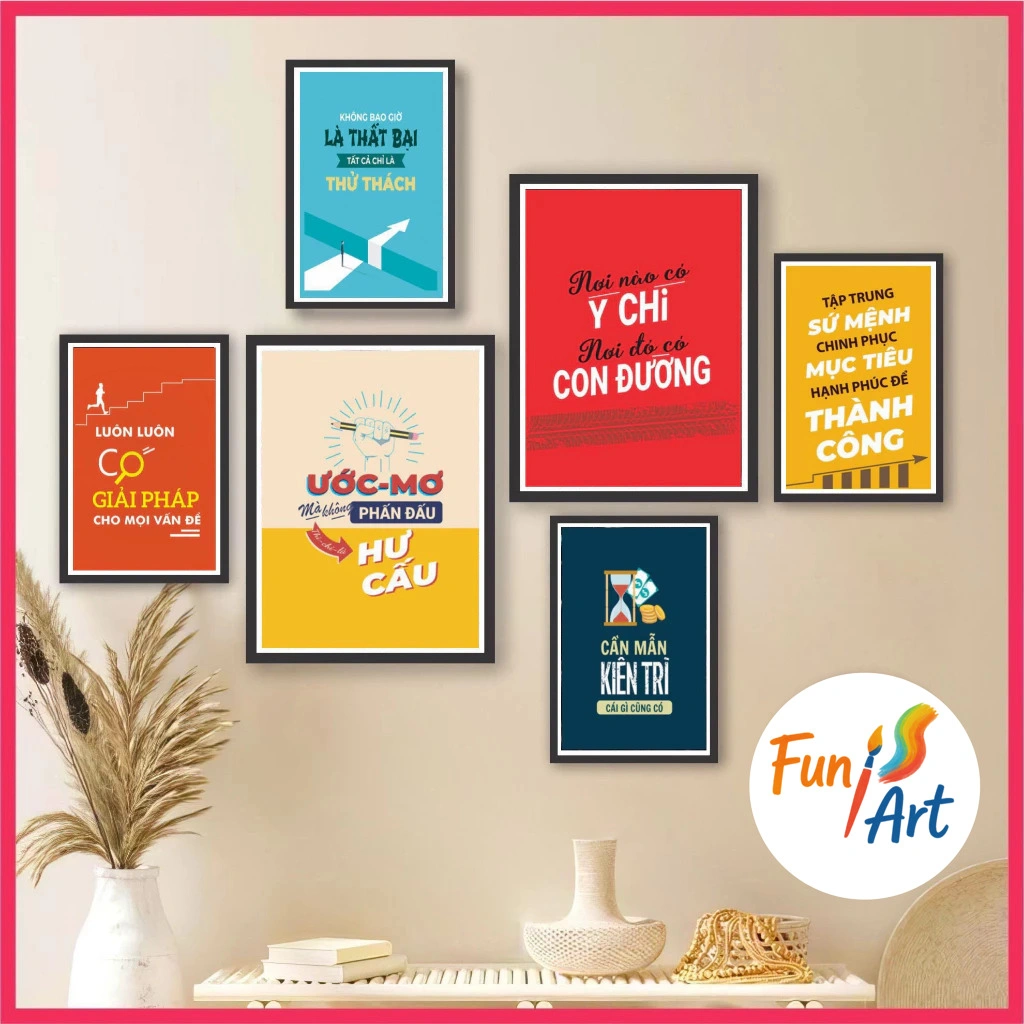 KHÔNG BAO GIỜ
LÀ THẤT BẠI
TẤT CẢ CHỈ LÀ
THỬ THÁCH
Nơi nào có
Y CHÍ
Nơi đó có
CON ĐƯỜNG
TẬP TRUNG
SỨ MỆNH
CHINH PHỤC
MỤC TIÊU
HẠNH PHÚC ĐỂ
THÀNH
CÔNG
LUÔN LUÔN
CÓ
GIẢI PHÁP
CHO MỌI VẤN ĐỀ
ƯỚC-MƠ
Mà không PHẤN ĐẤU
Thì-chỉ-là
HƯ
CẤU
CẦN MẪN
KIÊN TRÌ
CÁI GÌ CŨNG CÓ
Fun
Art